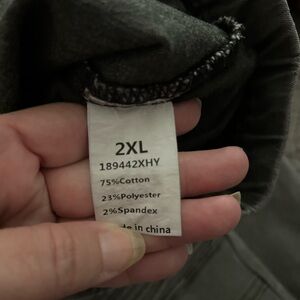 2XL
189442XHY
75%Cotton
23%Polyester
2%Spandex
in china